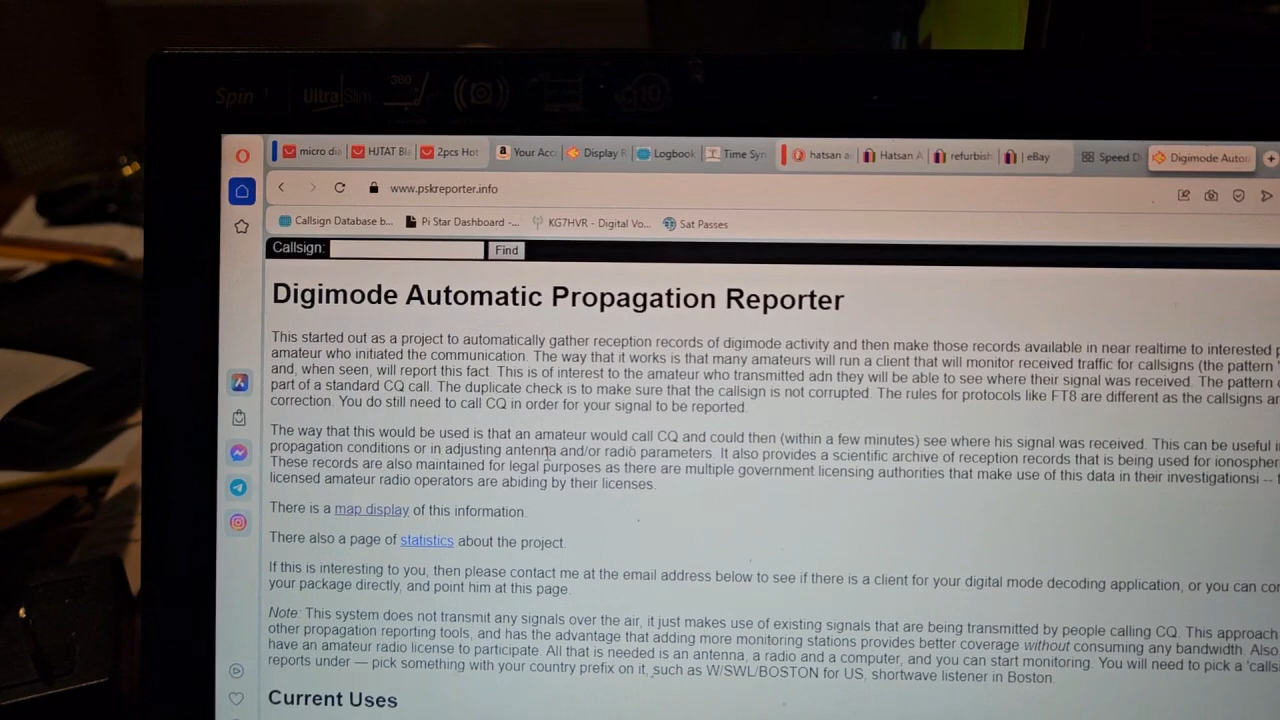 Spin 1 UltraSlim 360°
micro di HJTAT Bl 2pcs Hot Your Acc Display R Logbook Time Syn hatsan a Hatsan A refurbish | eBay Speed D Digimode Autom
www.pskreporter.info
Callsign Database b... Pi Star Dashboard -... KG7HVR - Digital Vo... Sat Passes
Callsign: Find
Digimode Automatic Propagation Reporter
This started out as a project to automatically gather reception records of digimode activity and then make those records available in near realtime to interested p
amateur who initiated the communication. The way that it works is that many amateurs will run a client that will monitor received traffic for callsigns (the pattern
and, when seen, will report this fact. This is of interest to the amateur who transmitted adn they will be able to see where their signal was received. The pattern
part of a standard CQ call. The duplicate check is to make sure that the callsign is not corrupted. The rules for protocols like FT8 are different as the callsigns ar
correction. You do still need to call CQ in order for your signal to be reported.
The way that this would be used is that an amateur would call CQ and could then (within a few minutes) see where his signal was received. This can be useful i
propagation conditions or in adjusting antenna and/or radio parameters. It also provides a scientific archive of reception records that is being used for ionospher
These records are also maintained for legal purposes as there are multiple government licensing authorities that make use of this data in their investigationsi --
licensed amateur radio operators are abiding by their licenses.
There is a map display of this information.
There also a page of statistics about the project.
If this is interesting to you, then please contact me at the email address below to see if there is a client for your digital mode decoding application, or you can con
your package directly, and point him at this page.
Note: This system does not transmit any signals over the air, it just makes use of existing signals that are being transmitted by people calling CQ. This approach
other propagation reporting tools, and has the advantage that adding more monitoring stations provides better coverage without consuming any bandwidth. Also
have an amateur radio license to participate. All that is needed is an antenna, a radio and a computer, and you can start monitoring. You will need to pick a 'calls
reports under — pick something with your country prefix on it, such as W/SWL/BOSTON for US, shortwave listener in Boston.
Current Uses